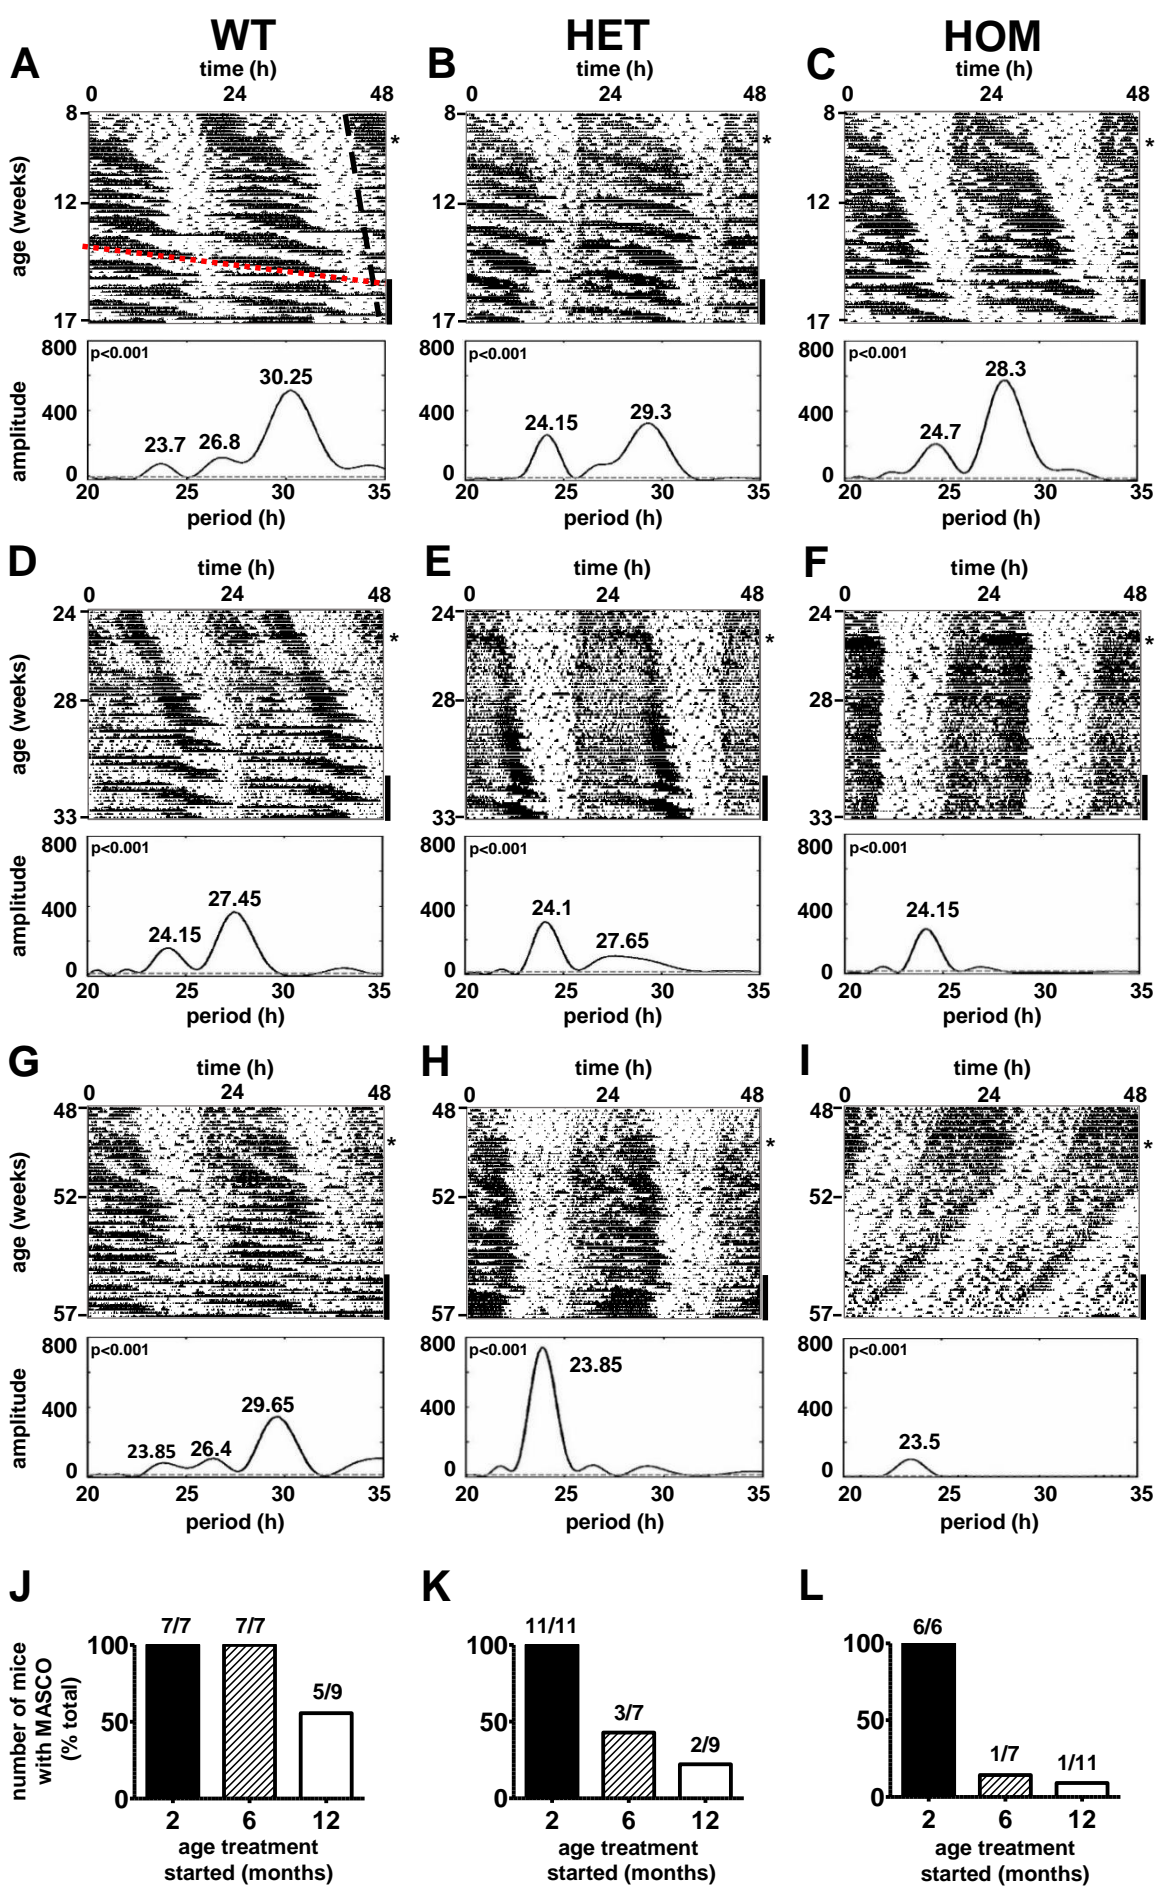 WT HET HOM
A B C
time (h) time (h) time (h)
0 24 48 0 24 48 0 24 48
8 8 8
* * *
12 12 12
age (weeks)
17 17 17
800 p<0.001 800 p<0.001 800 p<0.001
30.25 29.3 28.3
400 400 400
23.7 26.8 24.15 24.7
amplitude
0 0 0
20 25 30 35 20 25 30 35 20 25 30 35
period (h) period (h) period (h)
D E F
time (h) time (h) time (h)
0 24 48 0 24 48 0 24 48
24 24 24
* * *
28 28 28
age (weeks)
33 33 33
800 p<0.001 800 p<0.001 800 p<0.001
400 400 400
27.45 24.1 24.15
24.15 27.65
amplitude
0 0 0
20 25 30 35 20 25 30 35 20 25 30 35
period (h) period (h) period (h)
G H I
time (h) time (h) time (h)
0 24 48 0 24 48 0 24 48
48 48 48
* * *
52 52 52
age (weeks)
57 57 57
800 p<0.001 800 p<0.001 800 p<0.001
23.85
29.65
400 400 400
23.85 26.4 23.5
amplitude
0 0 0
20 25 30 35 20 25 30 35 20 25 30 35
period (h) period (h) period (h)
J K L
7/7 7/7 11/11 6/6
100 100 100
5/9 3/7 2/9 1/7 1/11
50 50 50
0 0 0
number of mice
with MASCO
(% total)
2 6 12 2 6 12 2 6 12
age treatment age treatment age treatment
started (months) started (months) started (months)